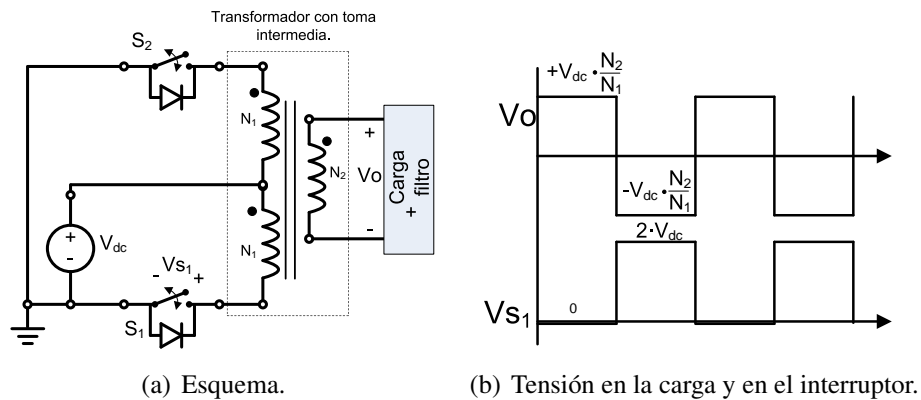 Transformador con toma
intermedia.
S2
N1
N1
N2
+
Vo
-
Carga
+
filtro
+
-
Vdc
- Vs1 +
S1
(a) Esquema.
+Vdc · N2/N1
Vo
-Vdc · N2/N1
2·Vdc
Vs1
0
(b) Tensión en la carga y en el interruptor.